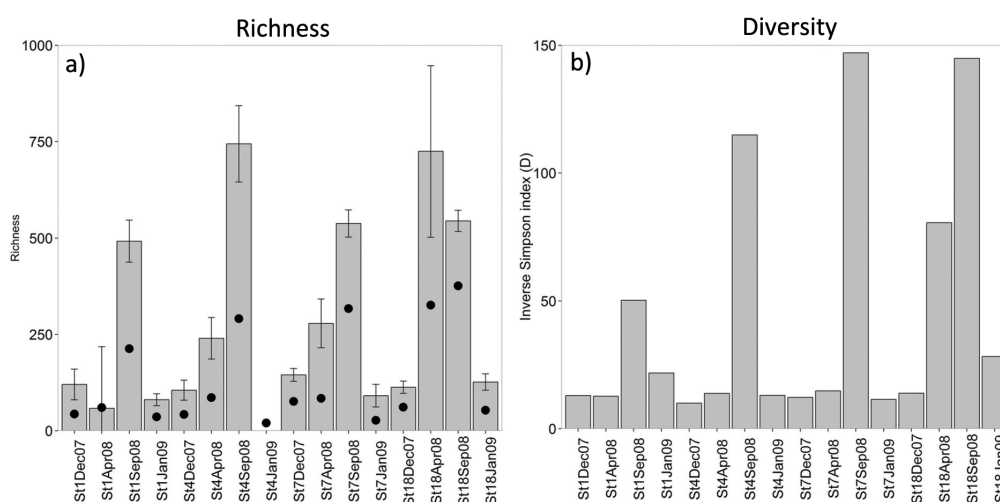 Richness
Diversity
a)
b)
1000
750
500
250
0
Richness
St1Dec07
St1Apr08
St1Sep08
St1Jan09
St4Dec07
St4Apr08
St4Sep08
St4Jan09
St7Dec07
St7Apr08
St7Sep08
St7Jan09
St18Dec07
St18Apr08
St18Sep08
St18Jan09
150
100
50
0
Inverse Simpson index (D)
St1Dec07
St1Apr08
St1Sep08
St1Jan09
St4Dec07
St4Apr08
St4Sep08
St4Jan09
St7Dec07
St7Apr08
St7Sep08
St7Jan09
St18Dec07
St18Apr08
St18Sep08